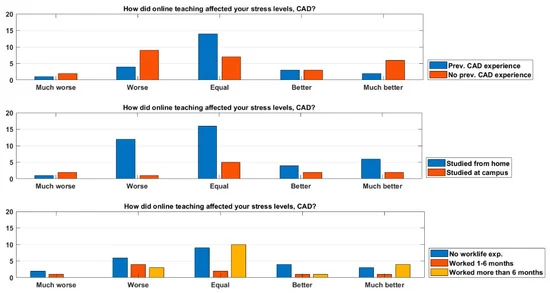 How did online teaching affected your stress levels, CAD?
20
15
10
5
0
Much worse Worse Equal Better Much better
Prev. CAD experience
No prev. CAD experience
How did online teaching affected your stress levels, CAD?
20
15
10
5
0
Much worse Worse Equal Better Much better
Studied from home
Studied at campus
How did online teaching affected your stress levels, CAD?
20
15
10
5
0
Much worse Worse Equal Better Much better
No worklife exp.
Worked 1-6 months
Worked more than 6 months